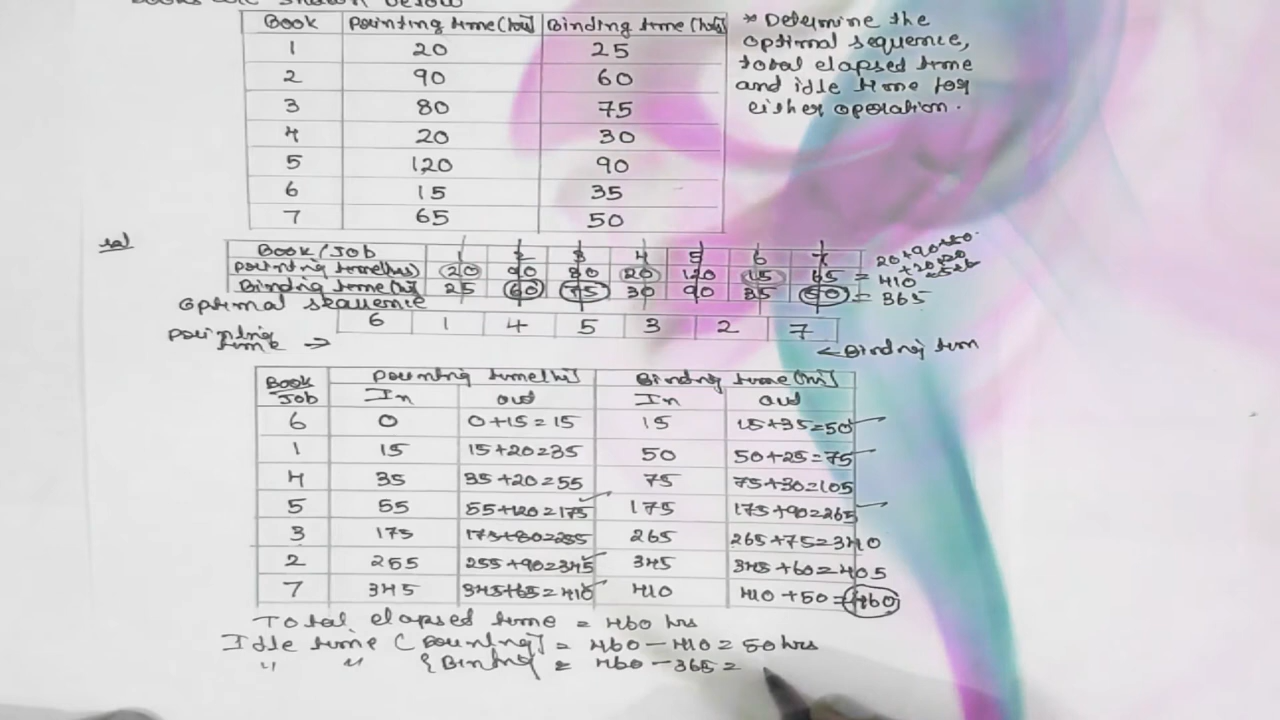 Book Printing time (hour) Binding time (hours)
1 20 25
2 90 60
3 80 75
4 20 30
5 120 90
6 15 35
7 65 50
* Determine the
optimal sequence,
total elapsed time
and idle time for
either operation.
sol
Book/Job 1 2 3 4 5 6 7
Printing time(hrs) 20 90 80 20 120 15 65 = 410
Binding time(h) 25 60 75 30 90 35 50 = 365
Optimal sequence
6 1 4 5 3 2 7
Printing time → ← Binding tim
Book Job Printing time(hr) Binding time(hr)
In out In out
6 0 0+15=15 15 15+35=50
1 15 15+20=35 50 50+25=75
4 35 35+20=55 75 75+30=105
5 55 55+120=175 175 175+90=265
3 175 175+80=255 265 265+75=340
2 255 255+90=345 345 345+60=405
7 345 345+65=410 410 410+50=460
Total elapsed time = 460 hrs
Idle time (Printing) = 460-410=50hrs
" " {Binding = 460-365=